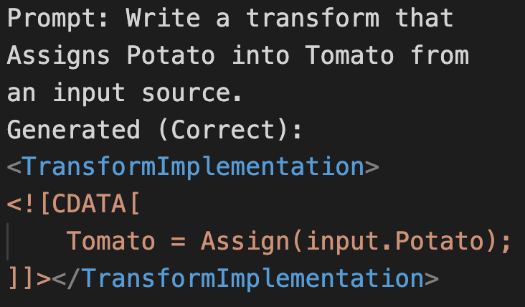 Prompt: Write a transform that
Assigns Potato into Tomato from
an input source.
Generated (Correct):
<TransformImplementation>
<![CDATA[
    Tomato = Assign(input.Potato);
]]></TransformImplementation>